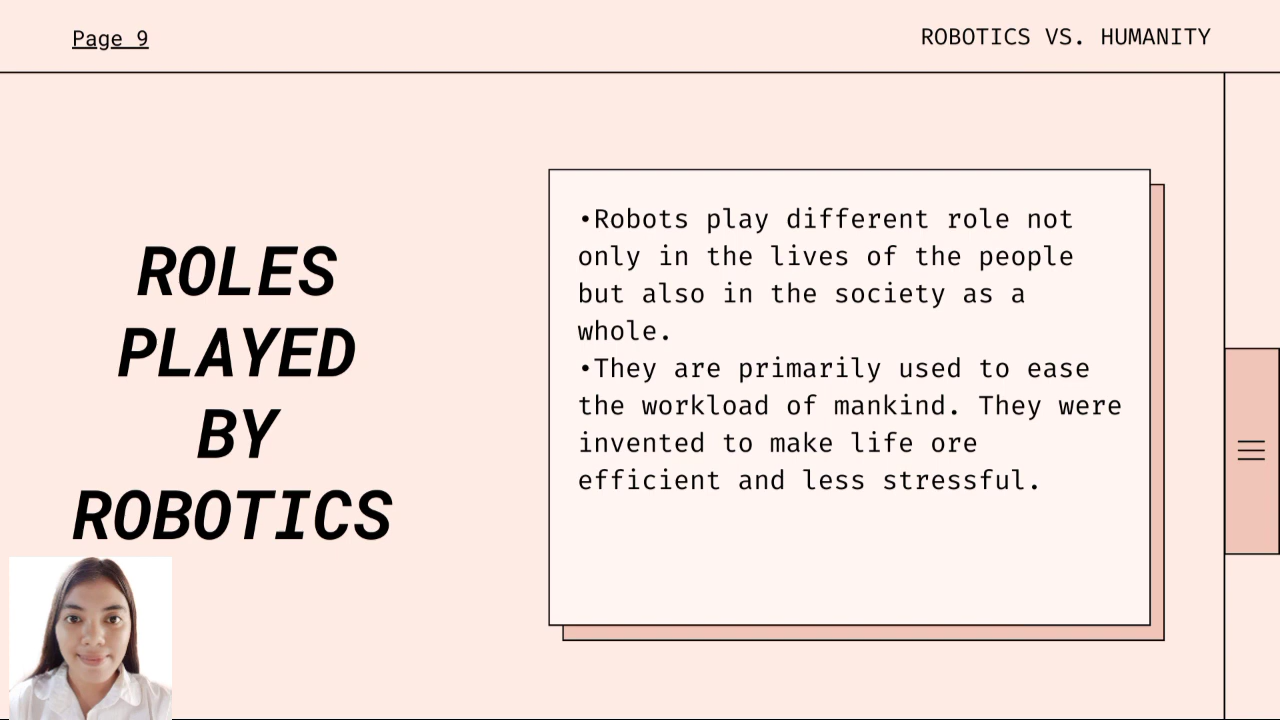 Page 9
ROBOTICS VS. HUMANITY
ROLES
PLAYED
BY
ROBOTICS
•Robots play different role not
only in the lives of the people
but also in the society as a
whole.
•They are primarily used to ease
the workload of mankind. They were
invented to make life ore
efficient and less stressful.